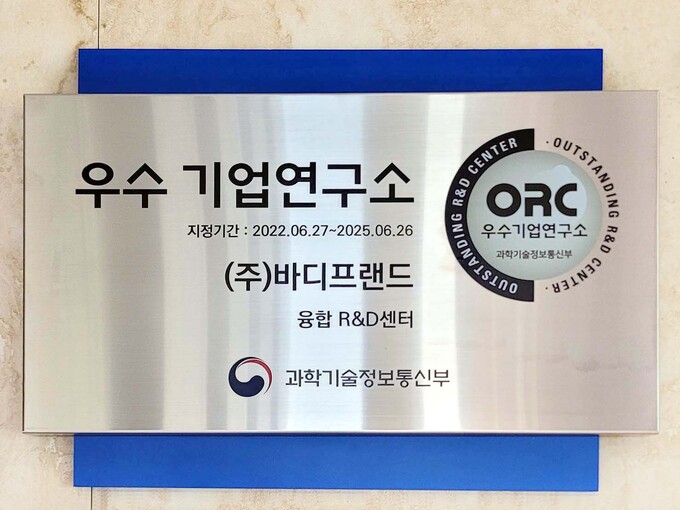 우수 기업연구소
지정기간 : 2022.06.27~2025.06.26
(주)바디프랜드
융합 R&D센터
과학기술정보통신부
OUTSTANDING R&D CENTER
· OUTSTANDING R&D CENTER ·
ORC
우수기업연구소
과학기술정보통신부